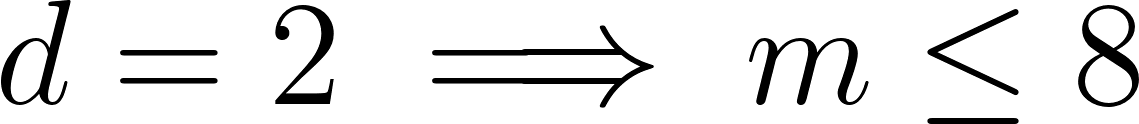 d = 2 ⟹ m ≤ 8